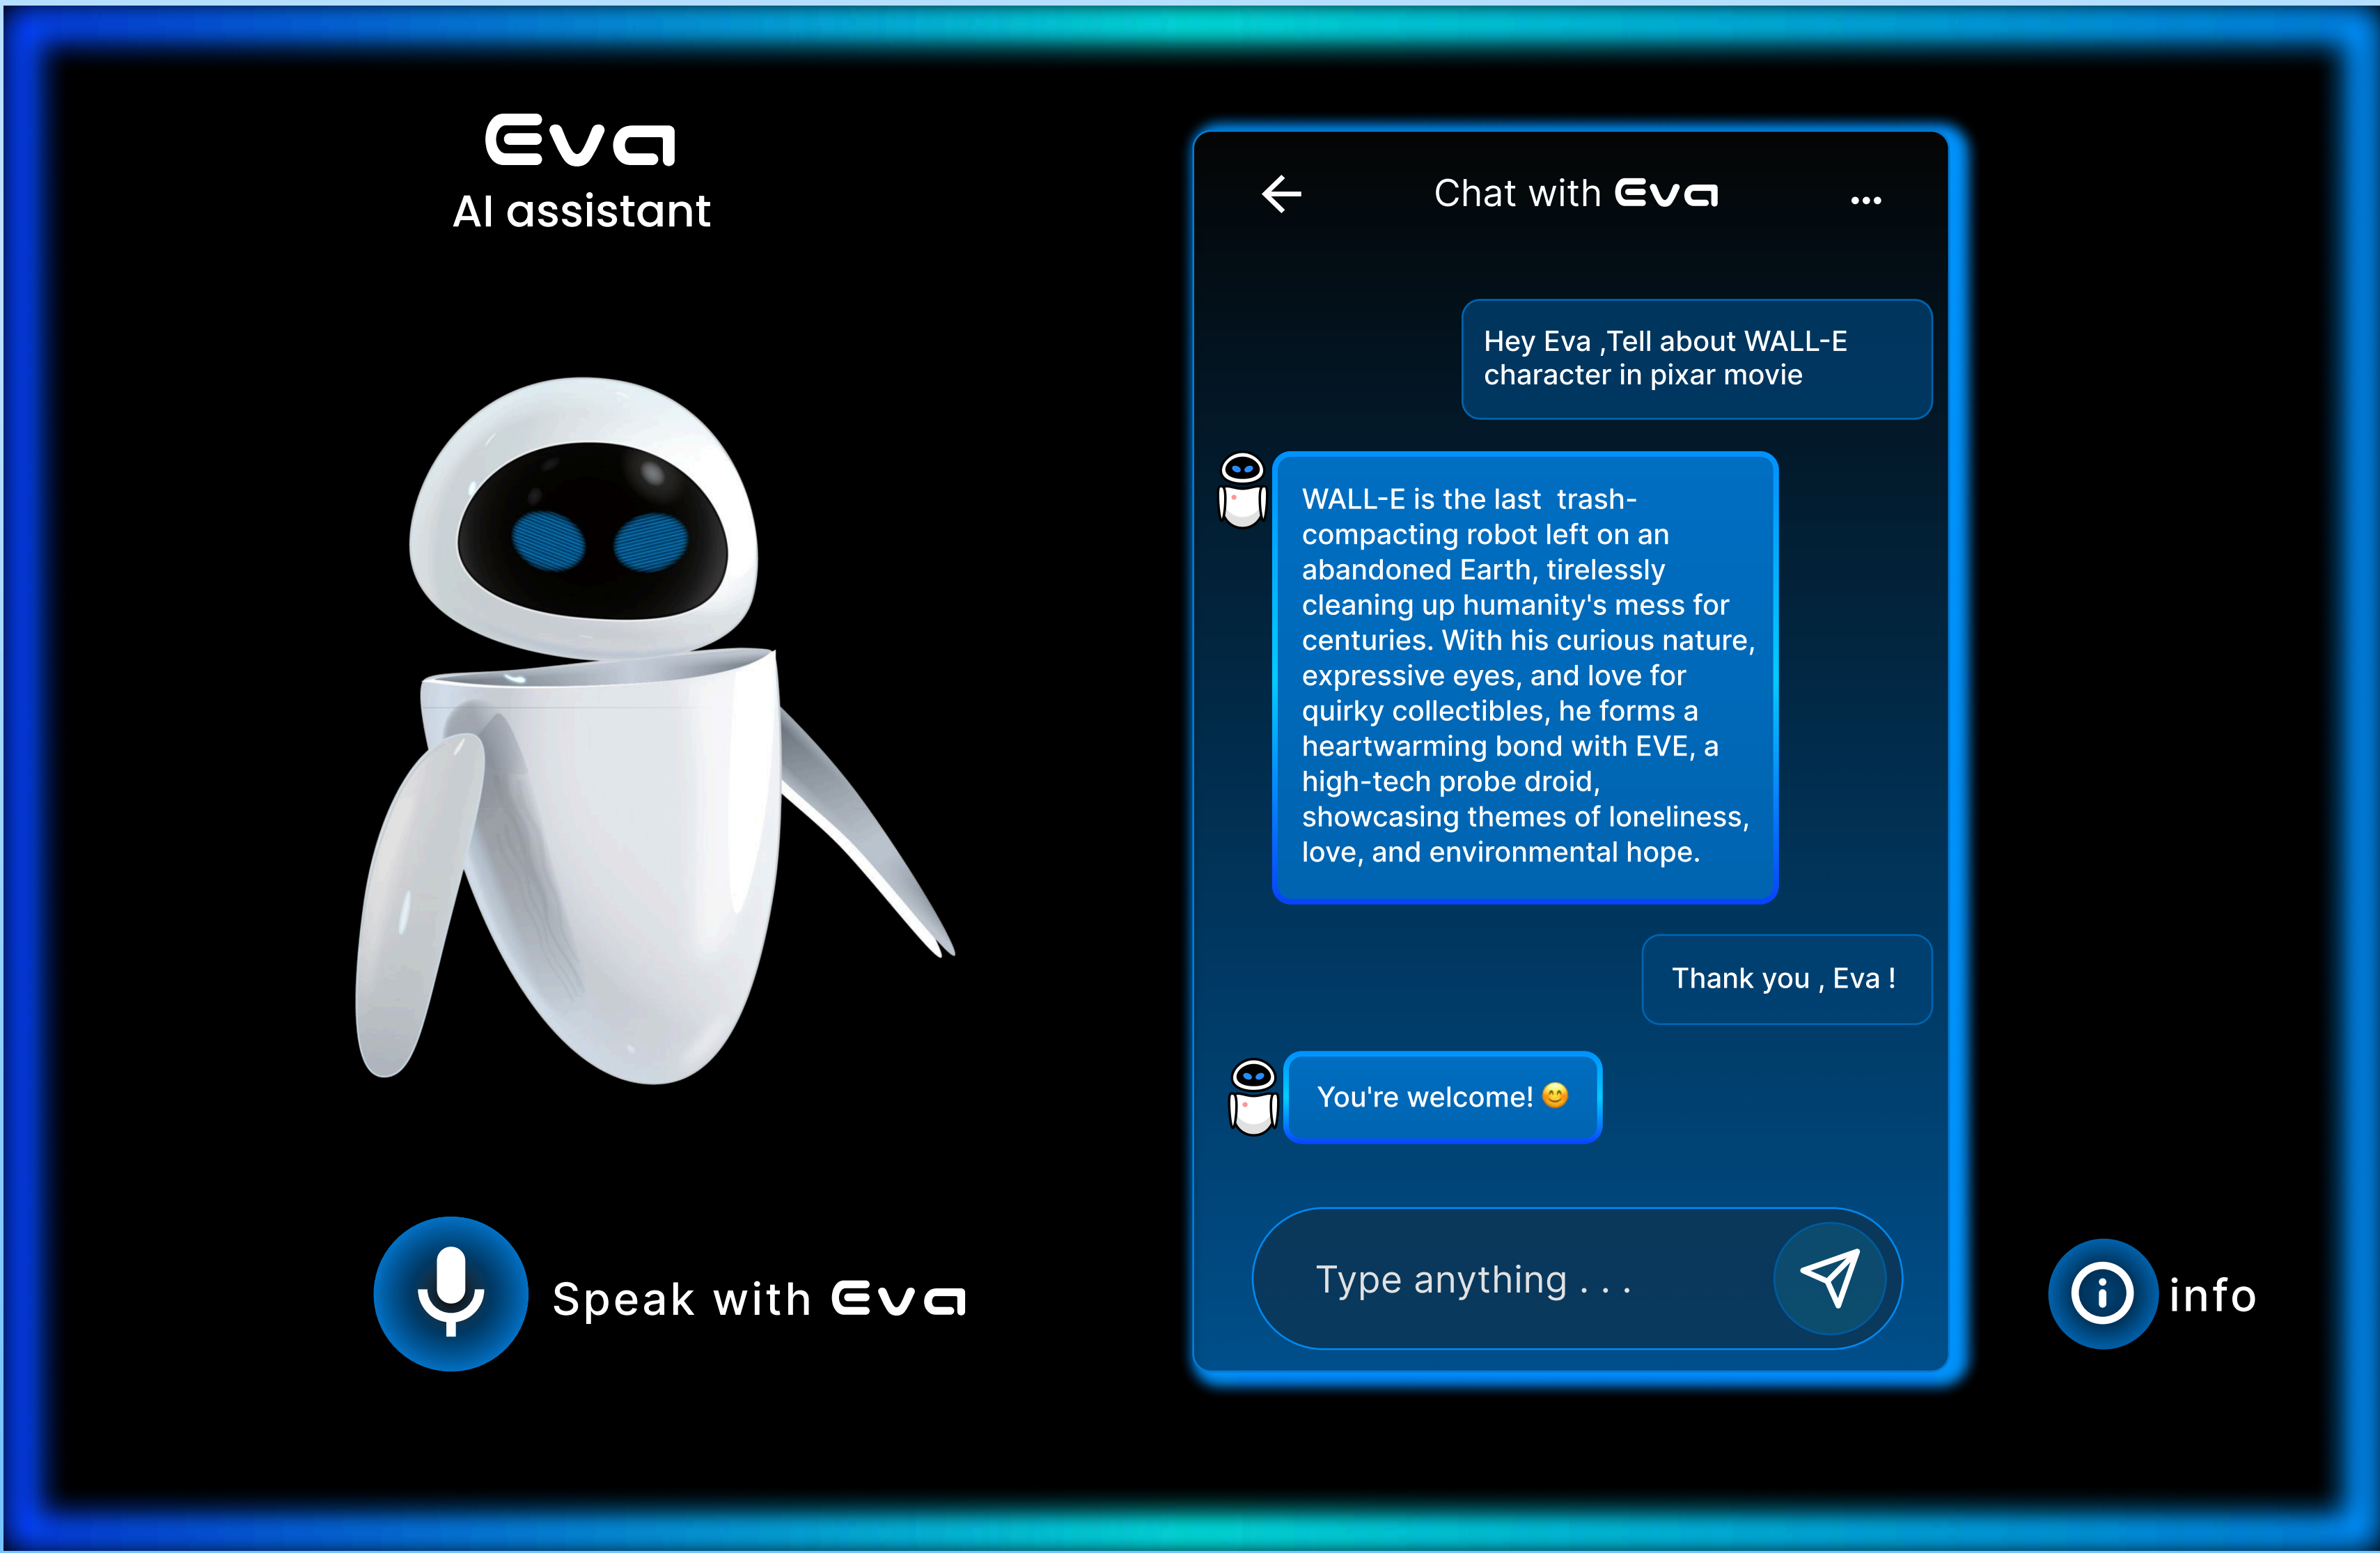 Eva
AI assistant
Speak with Eva
Chat with Eva
...
Hey Eva ,Tell about WALL-E
character in pixar movie
WALL-E is the last  trash-
compacting robot left on an
abandoned Earth, tirelessly
cleaning up humanity's mess for
centuries. With his curious nature,
expressive eyes, and love for
quirky collectibles, he forms a
heartwarming bond with EVE, a
high-tech probe droid,
showcasing themes of loneliness,
love, and environmental hope.
Thank you , Eva !
You're welcome! 😊
Type anything . . .
info